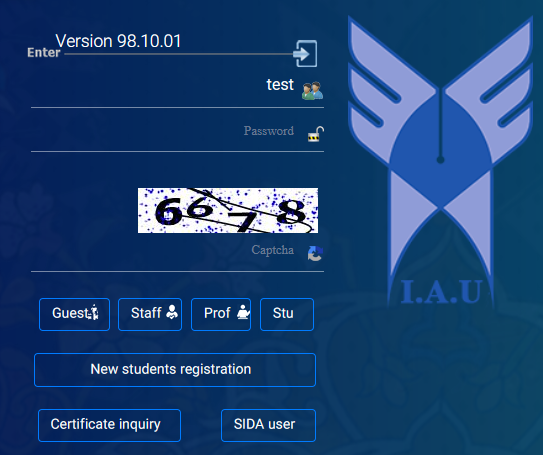 Version 98.10.01
Enter
test
Password
6678
Captcha
I.A.U
Guest Staff Prof Stu
New students registration
Certificate inquiry SIDA user